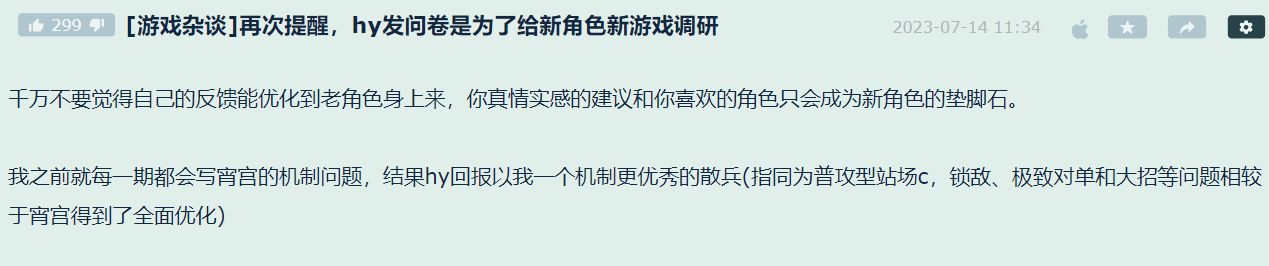 299 [游戏杂谈]再次提醒，hy发问卷是为了给新角色新游戏调研 2023-07-14 11:34
千万不要觉得自己的反馈能优化到老角色身上来，你真情实感的建议和你喜欢的角色只会成为新角色的垫脚石。
我之前就每一期都会写宵宫的机制问题，结果hy回报以我一个机制更优秀的散兵(指同为普攻型站场c，锁敌、极致对单和大招等问题相较
于宵宫得到了全面优化)